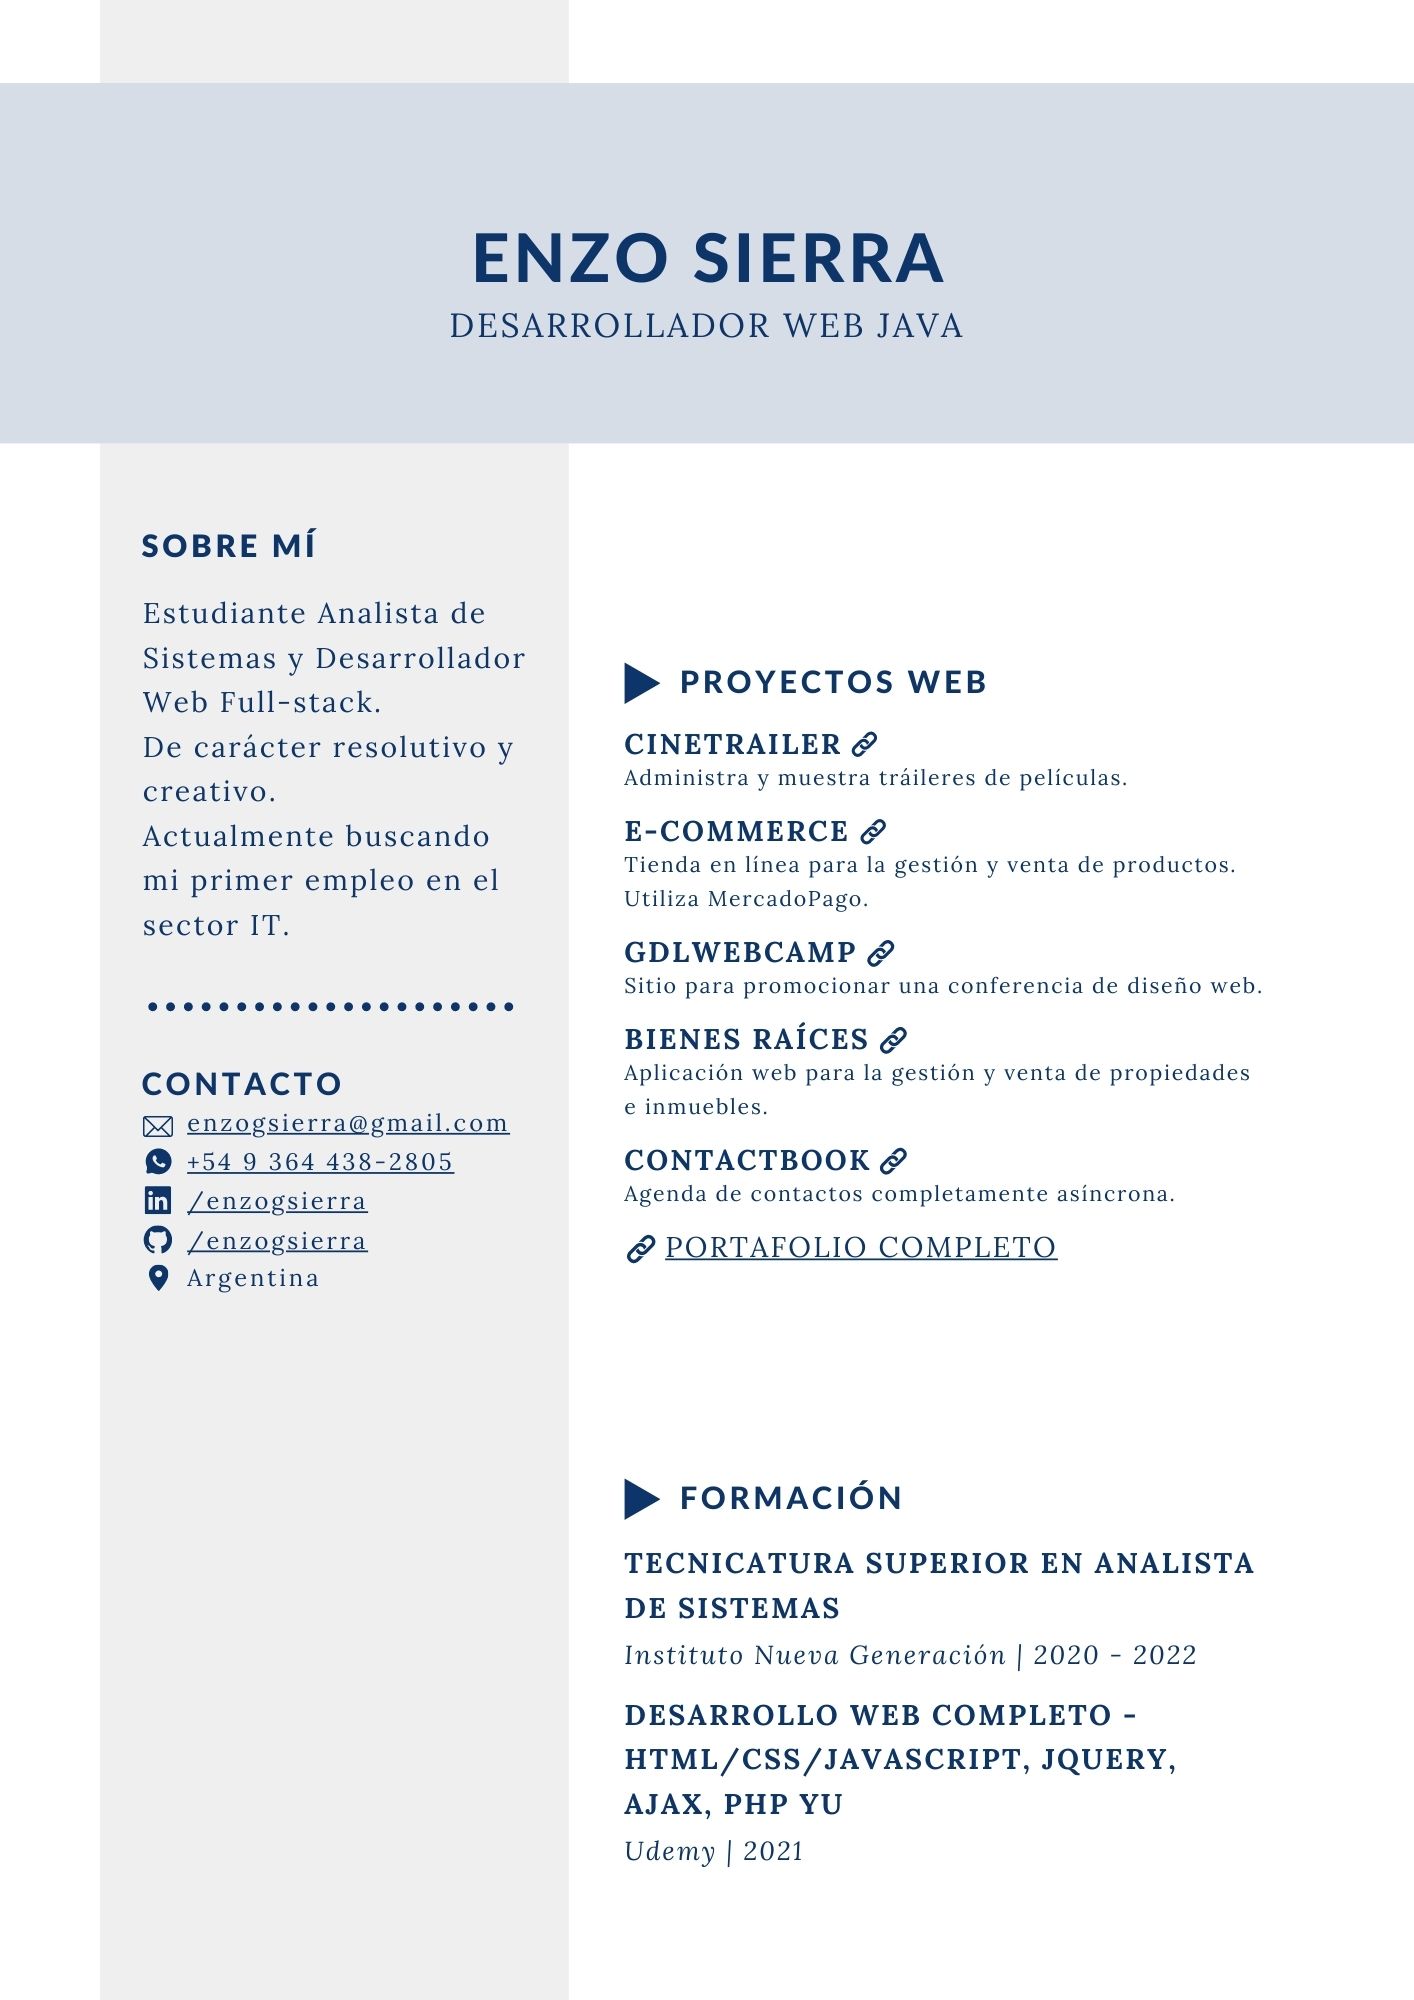 ENZO SIERRA
DESARROLLADOR WEB JAVA
SOBRE MÍ
Estudiante Analista de
Sistemas y Desarrollador
Web Full-stack.
De carácter resolutivo y
creativo.
Actualmente buscando
mi primer empleo en el
sector IT.
CONTACTO
enzogsierra@gmail.com
+54 9 364 438-2805
/enzogsierra
/enzogsierra
Argentina
PROYECTOS WEB
CINETRAILER
Administra y muestra tráileres de películas.
E-COMMERCE
Tienda en línea para la gestión y venta de productos.
Utiliza MercadoPago.
GDLWEBCAMP
Sitio para promocionar una conferencia de diseño web.
BIENES RAÍCES
Aplicación web para la gestión y venta de propiedades
e inmuebles.
CONTACTBOOK
Agenda de contactos completamente asíncrona.
PORTAFOLIO COMPLETO
FORMACIÓN
TECNICATURA SUPERIOR EN ANALISTA
DE SISTEMAS
Instituto Nueva Generación | 2020 - 2022
DESARROLLO WEB COMPLETO -
HTML/CSS/JAVASCRIPT, JQUERY,
AJAX, PHP YU
Udemy | 2021